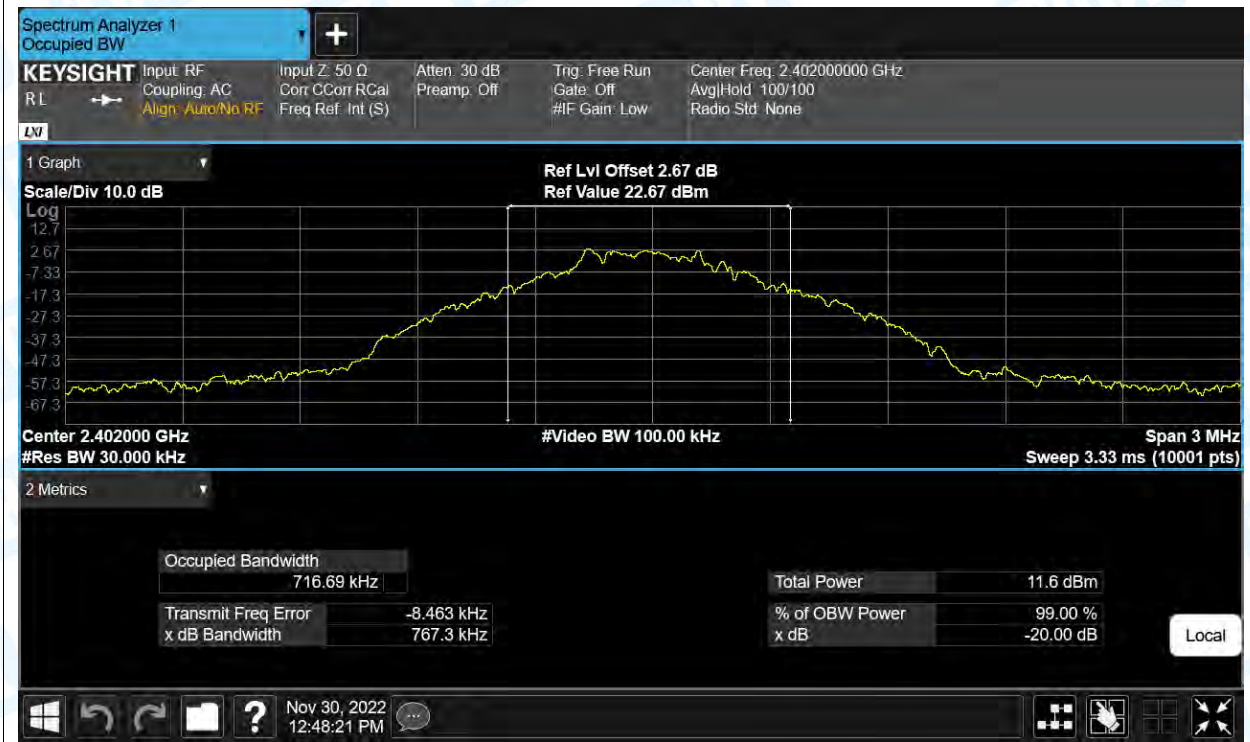 Spectrum Analyzer 1
Occupied BW
KEYSIGHT Input: RF Input Z: 50 Ω Atten: 30 dB Trig: Free Run Center Freq: 2.402000000 GHz
R L Coupling: AC Corr CCorr RCal Preamp: Off Gate: Off Avg|Hold: 100/100
Align: Auto/No RF Freq Ref: Int (S) #IF Gain: Low Radio Std: None
LXI
1 Graph
Ref Lvl Offset 2.67 dB
Scale/Div 10.0 dB Ref Value 22.67 dBm
Log
12.7
2.67
-7.33
-17.3
-27.3
-37.3
-47.3
-57.3
-67.3
Center 2.402000 GHz #Video BW 100.00 kHz Span 3 MHz
#Res BW 30.000 kHz Sweep 3.33 ms (10001 pts)
2 Metrics
Occupied Bandwidth
716.69 kHz Total Power 11.6 dBm
Transmit Freq Error -8.463 kHz % of OBW Power 99.00 %
x dB Bandwidth 767.3 kHz x dB -20.00 dB
Local
Nov 30, 2022
12:48:21 PM